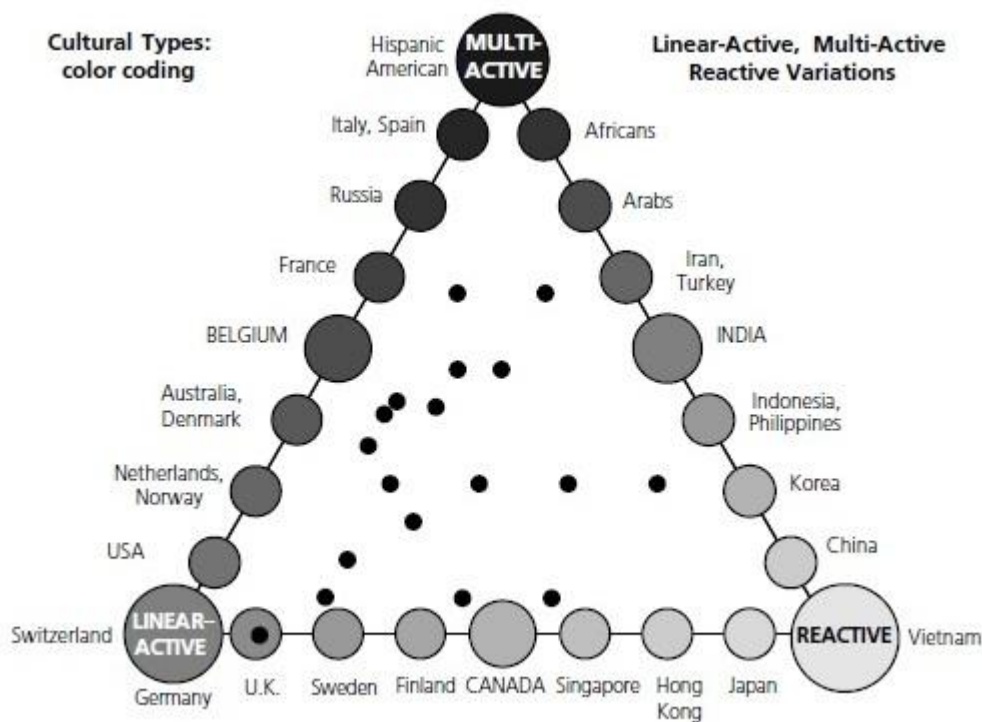 Cultural Types:
color coding
Hispanic
American
MULTI-
ACTIVE
Linear-Active, Multi-Active
Reactive Variations
Italy, Spain
Africans
Russia
Arabs
France
Iran,
Turkey
BELGIUM
INDIA
Australia,
Denmark
Indonesia,
Philippines
Netherlands,
Norway
Korea
USA
China
Switzerland
LINEAR–
ACTIVE
REACTIVE
Vietnam
Germany
U.K.
Sweden
Finland
CANADA
Singapore
Hong
Kong
Japan